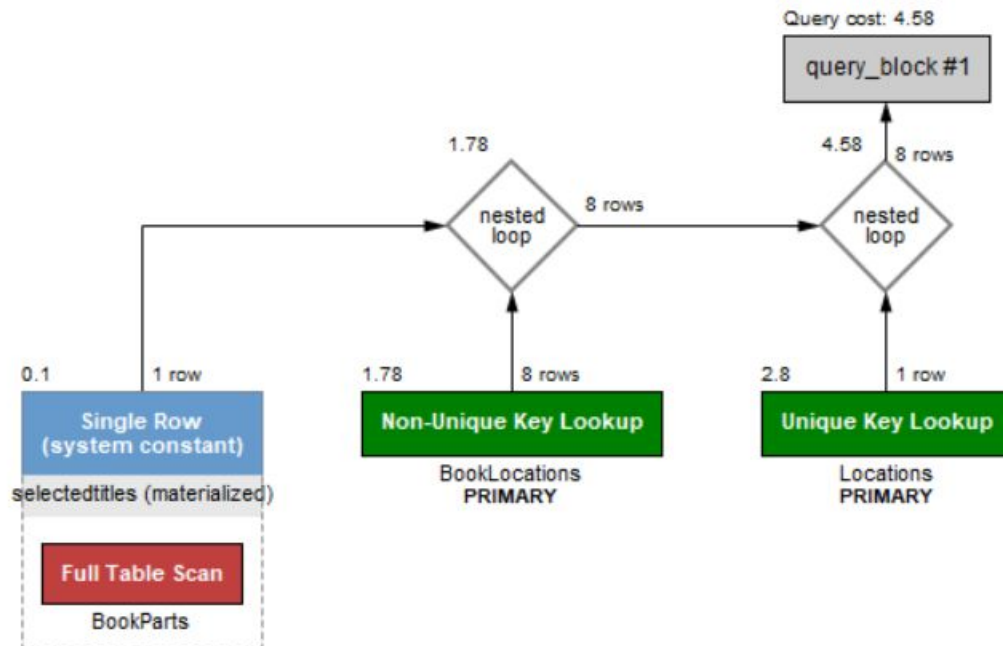 Query cost: 4.58
query_block #1
1.78
4.58
8 rows
nested
loop
8 rows
nested
loop
0.1
1 row
1.78
8 rows
2.8
1 row
Single Row
(system constant)
Non-Unique Key Lookup
Unique Key Lookup
selectedtitles (materialized)
BookLocations
PRIMARY
Locations
PRIMARY
Full Table Scan
BookParts